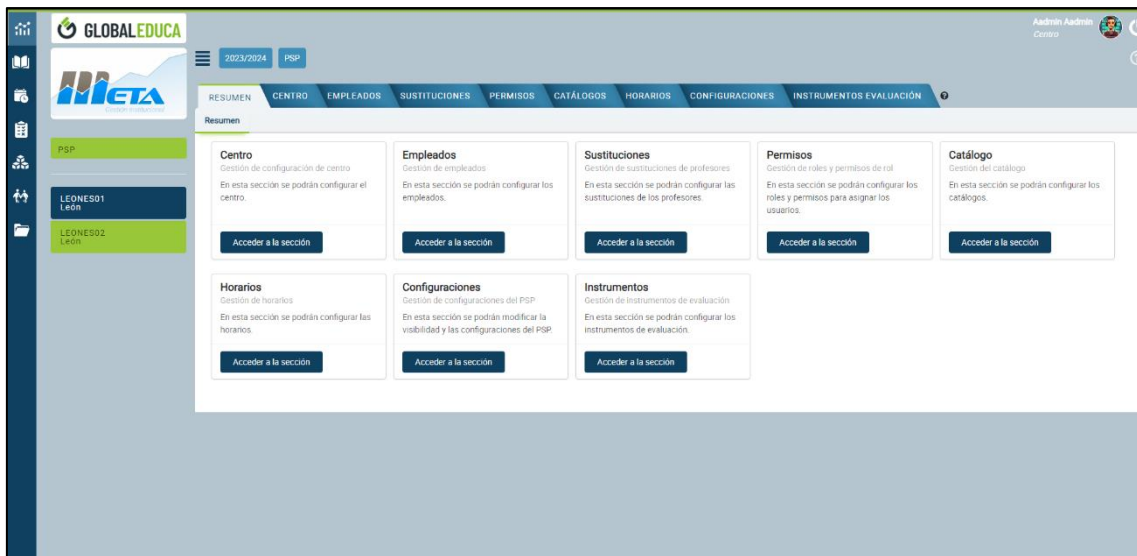 GLOBALEDUCA
Aadmin Aadmin
Centro
META
2023/2024 PSP
RESUMEN CENTRO EMPLEADOS SUSTITUCIONES PERMISOS CATÁLOGOS HORARIOS CONFIGURACIONES INSTRUMENTOS EVALUACIÓN
Resumen
PSP
LEONES01
León
LEONES02
León
Centro
Gestión de configuración de centro
En esta sección se podrán configurar el
centro.
Acceder a la sección
Empleados
Gestión de empleados
En esta sección se podrán configurar los
empleados.
Acceder a la sección
Sustituciones
Gestión de sustituciones de profesores
En esta sección se podrán configurar las
sustituciones de los profesores.
Acceder a la sección
Permisos
Gestión de roles y permisos de rol
En esta sección se podrán configurar los
roles y permisos para asignar los
usuarios.
Acceder a la sección
Catálogo
Gestión del catálogo
En esta sección se podrán configurar los
catálogos.
Acceder a la sección
Horarios
Gestión de horarios
En esta sección se podrán configurar las
horarios.
Acceder a la sección
Configuraciones
Gestión de configuraciones del PSP
En esta sección se podrán modificar la
visibilidad y las configuraciones del PSP.
Acceder a la sección
Instrumentos
Gestión de instrumentos de evaluación
En esta sección se podrán configurar los
instrumentos de evaluación.
Acceder a la sección